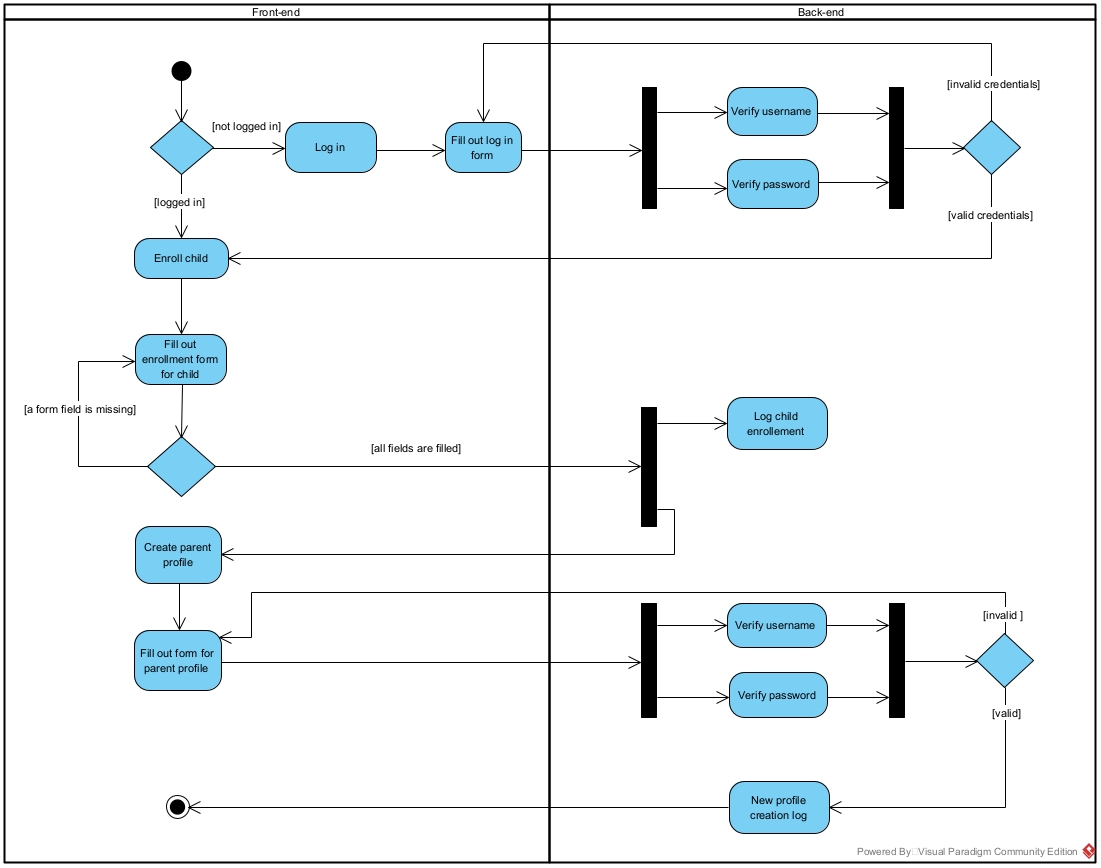 Front-end
Back-end
[invalid credentials]
[not logged in]
Log in
Fill out log in
form
Verify username
Verify password
[logged in]
[valid credentials]
Enroll child
Fill out
enrollment form
for child
[a form field is missing]
[all fields are filled]
Log child
enrollement
Create parent
profile
Fill out form for
parent profile
Verify username
Verify password
[invalid ]
[valid]
New profile
creation log
Powered By Visual Paradigm Community Edition